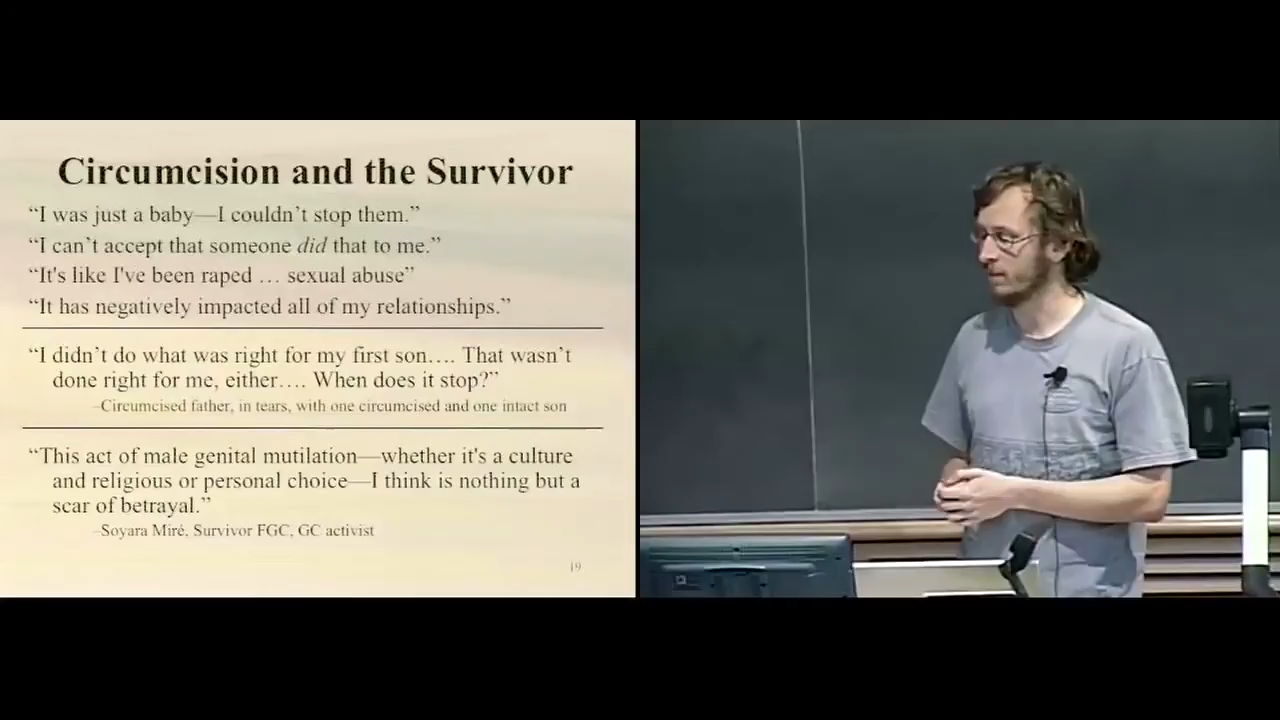 Circumcision and the Survivor
“I was just a baby—I couldn’t stop them.”
“I can’t accept that someone did that to me.”
“It's like I've been raped … sexual abuse”
“It has negatively impacted all of my relationships.”
“I didn’t do what was right for my first son…. That wasn’t
done right for me, either…. When does it stop?”
–Circumcised father, in tears, with one circumcised and one intact son
“This act of male genital mutilation—whether it's a culture
and religious or personal choice—I think is nothing but a
scar of betrayal.”
–Soyara Miré, Survivor FGC, GC activist
19